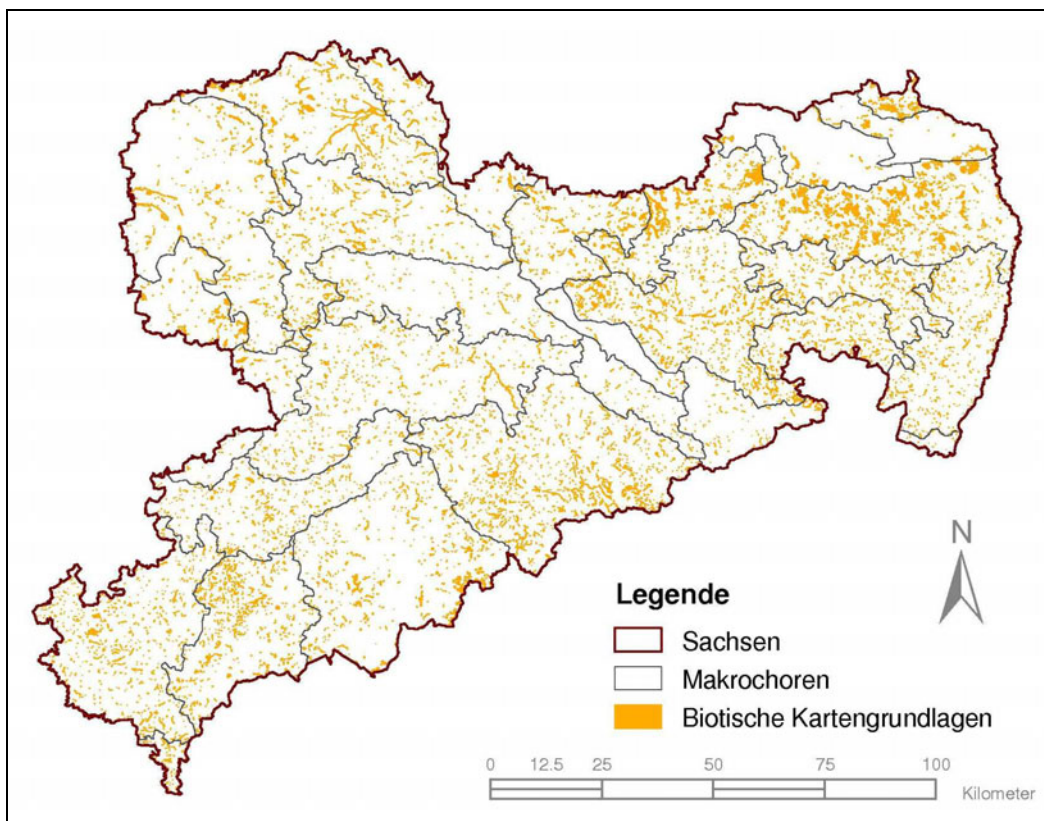 N
Legende
Sachsen
Makrochoren
Biotische Kartengrundlagen
0 12.5 25 50 75 100
Kilometer